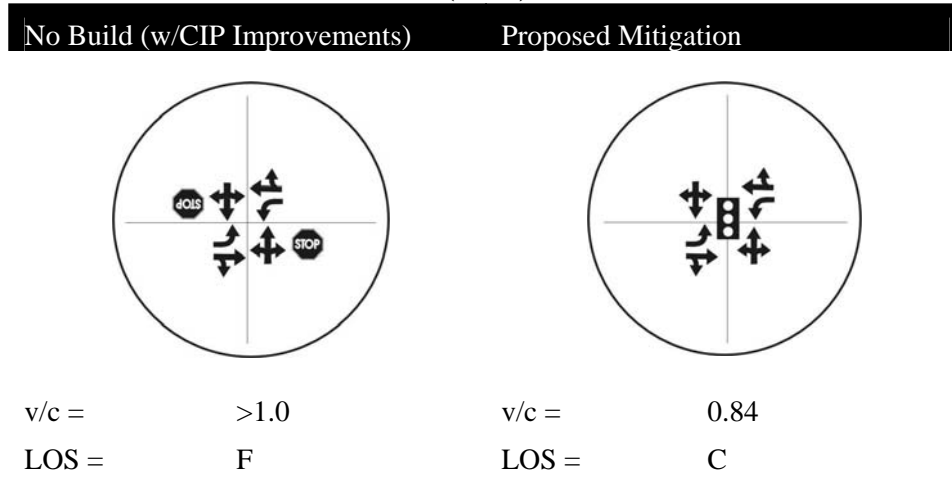 No Build (w/CIP Improvements) Proposed Mitigation
STOP
STOP
v/c = >1.0 v/c = 0.84
LOS = F LOS = C